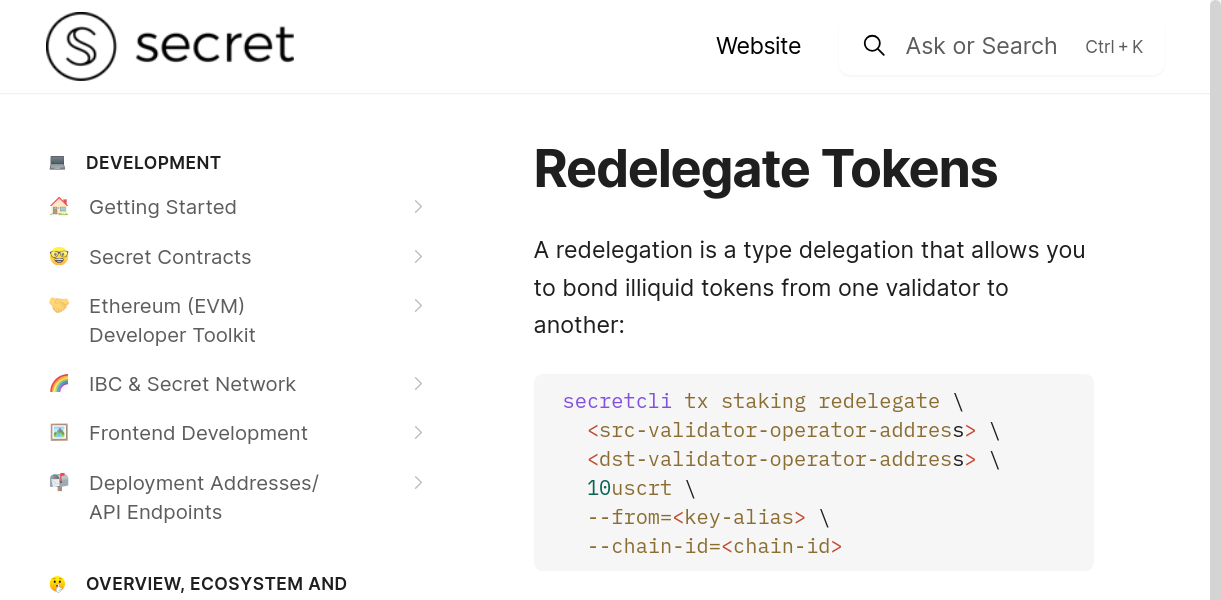 secret
Website
Ask or Search Ctrl + K
DEVELOPMENT
Getting Started
Secret Contracts
Ethereum (EVM)
Developer Toolkit
IBC & Secret Network
Frontend Development
Deployment Addresses/
API Endpoints
OVERVIEW, ECOSYSTEM AND
Redelegate Tokens
A redelegation is a type delegation that allows you
to bond illiquid tokens from one validator to
another:
secretcli tx staking redelegate \
<src-validator-operator-address> \
<dst-validator-operator-address> \
10uscrt \
--from=<key-alias> \
--chain-id=<chain-id>